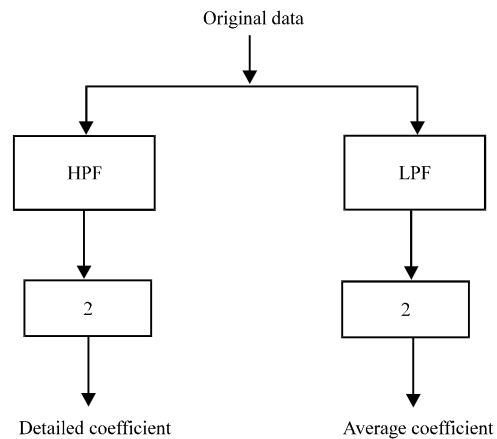 Original data
HPF
LPF
2
2
Detailed coefficient
Average coefficient